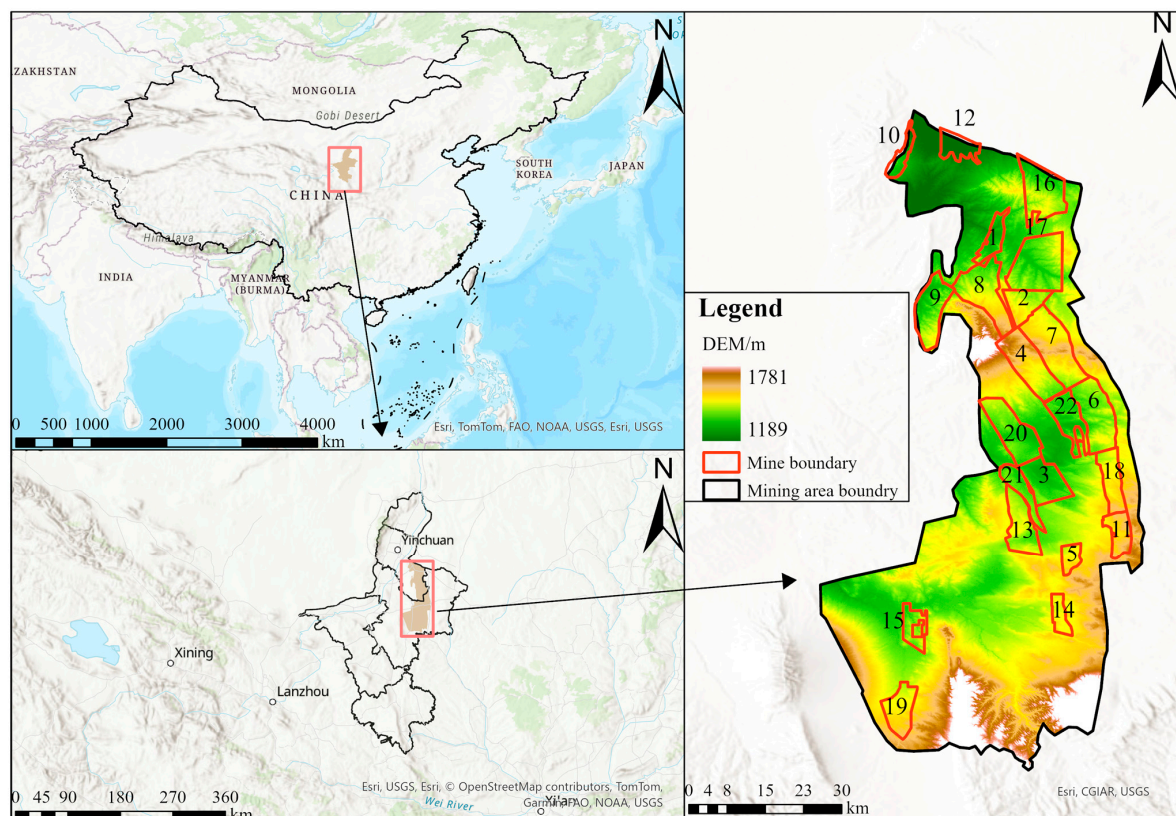 N
ZAKHSTAN
MONGOLIA
Gobi Desert
SOUTH
KOREA
JAPAN
CHINA
Himalaya
INDIA
MYANMAR
(BURMA)
0 500 1000 2000 3000 4000
km
Esri, TomTom, FAO, NOAA, USGS, Esri, USGS
N
Yinchuan
Xining
Lanzhou
Wei River
Xi'an
Esri, USGS, Esri, © OpenStreetMap contributors, TomTom,
Garmin, FAO, NOAA, USGS
0 45 90 180 270 360
km
N
10
12
16
17
1
8
9
2
7
4
22
6
20
21
3
18
13
11
5
14
15
19
Legend
DEM/m
1781
1189
Mine boundary
Mining area boundry
0 4 8 15 23 30
km
Esri, CGIAR, USGS